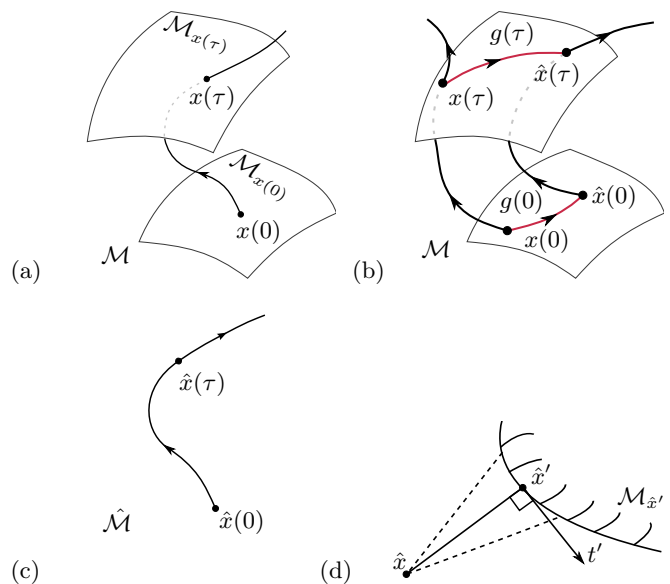 ℳ_{x(τ)}
x(τ)
ℳ_{x(0)}
x(0)
ℳ
(a)
g(τ)
x(τ)
x̂(τ)
g(0)
x̂(0)
x(0)
ℳ
(b)
x̂(τ)
x̂(0)
ℳ̂
(c)
x̂′
ℳ_{x̂′}
x̂
t′
(d)